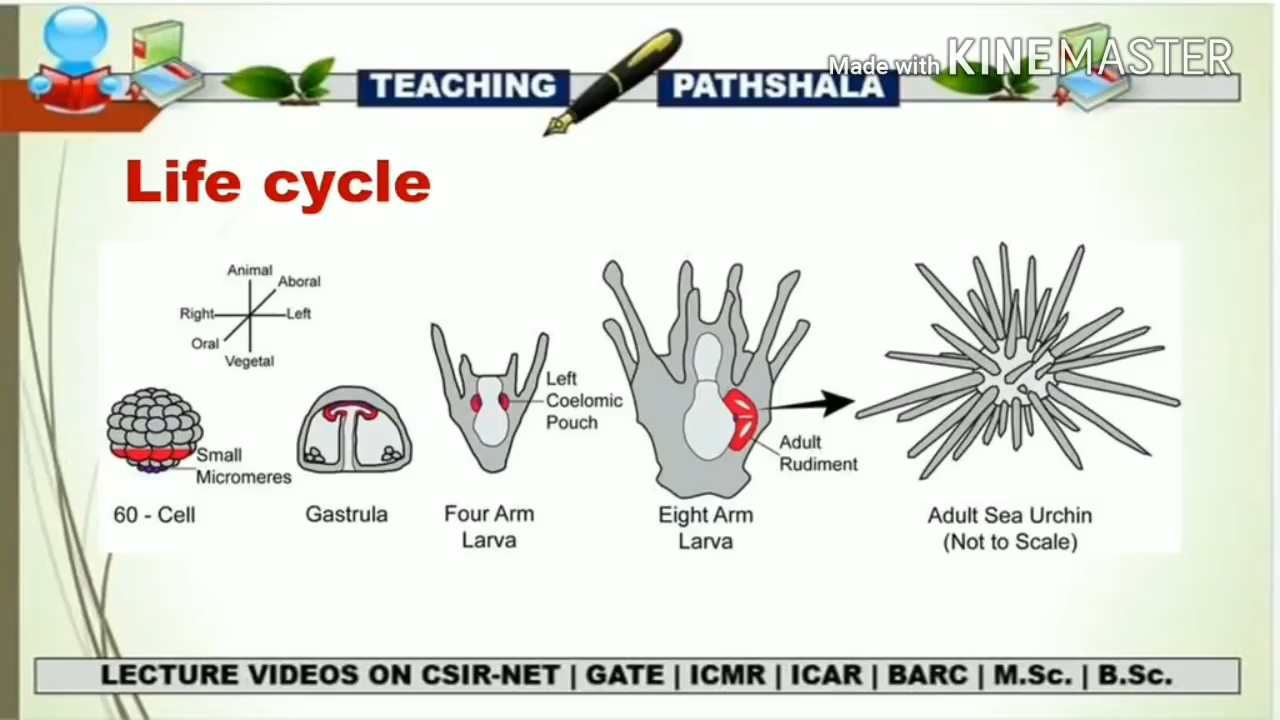 Made with KINEMASTER
TEACHING PATHSHALA
Life cycle
Animal
Aboral
Right
Left
Oral
Vegetal
Small
Micromeres
60 - Cell
Gastrula
Left
Coelomic
Pouch
Four Arm
Larva
Adult
Rudiment
Eight Arm
Larva
Adult Sea Urchin
(Not to Scale)
LECTURE VIDEOS ON CSIR-NET | GATE | ICMR | ICAR | BARC | M.Sc. | B.Sc.